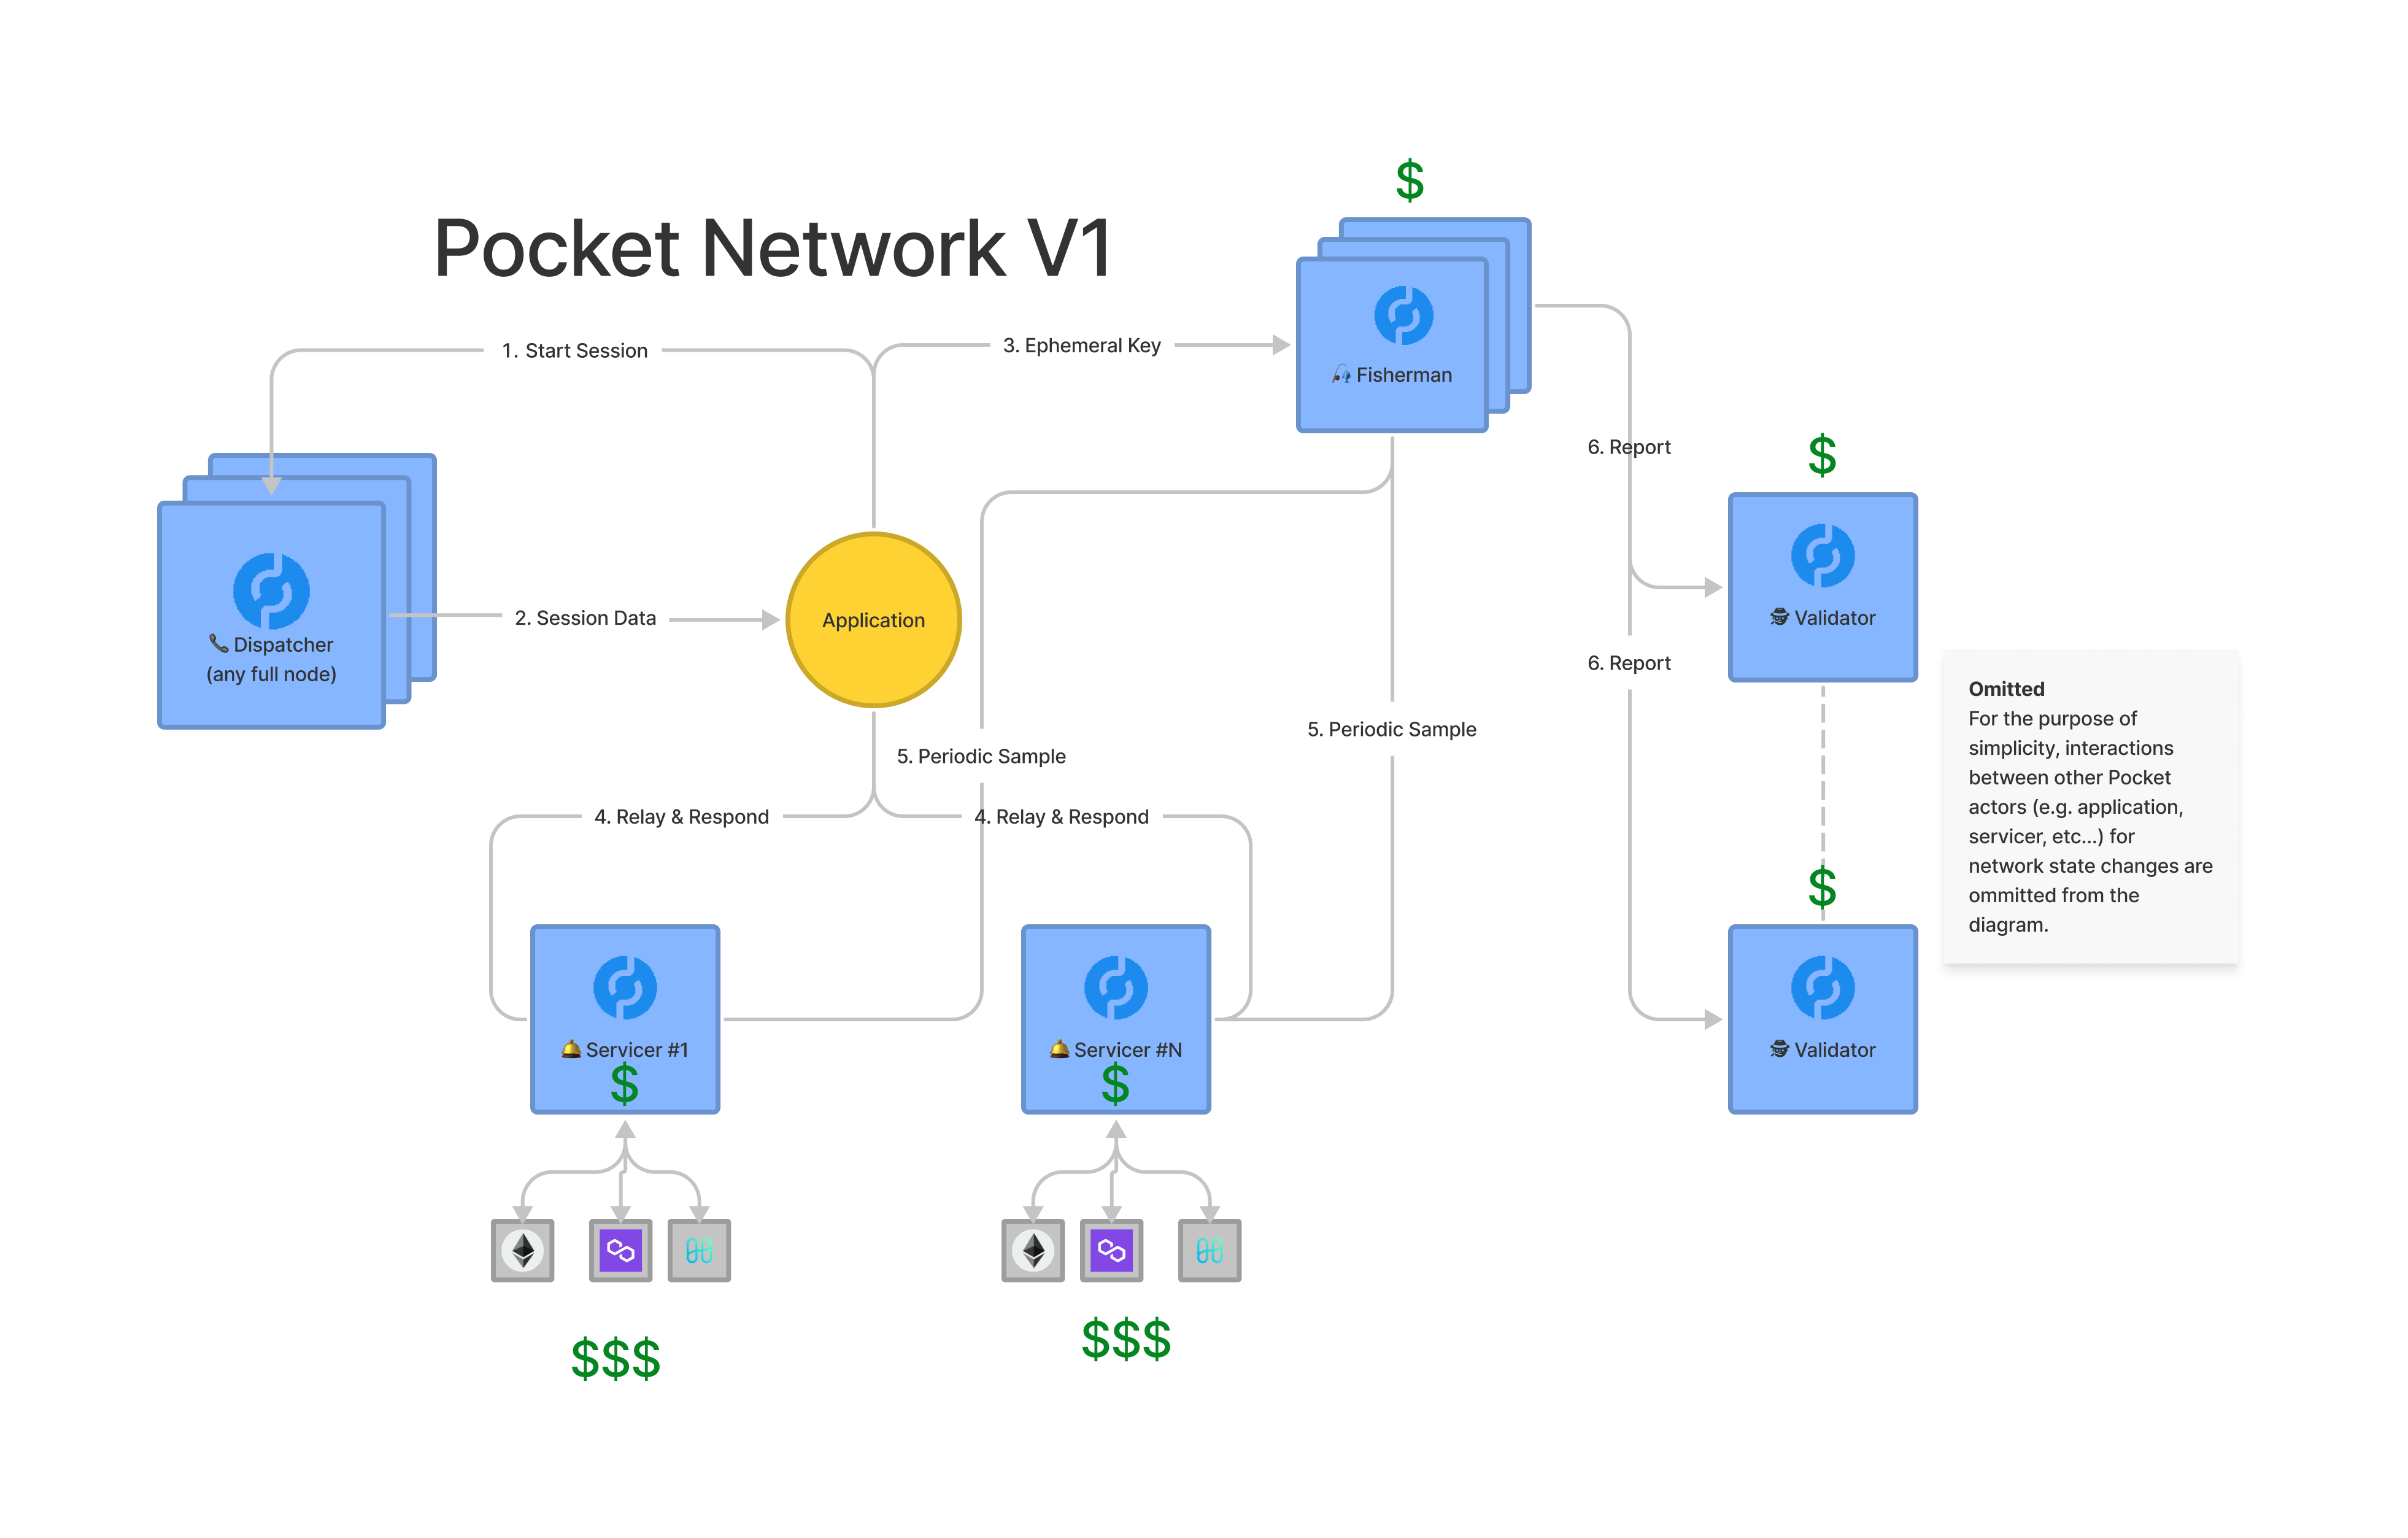 $
Pocket Network V1
1. Start Session
3. Ephemeral Key
Fisherman
6. Report
$
Dispatcher
(any full node)
2. Session Data
Application
Validator
6. Report
Omitted
For the purpose of
simplicity, interactions
between other Pocket
actors (e.g. application,
servicer, etc...) for
network state changes are
ommitted from the
diagram.
5. Periodic Sample
5. Periodic Sample
4. Relay & Respond
4. Relay & Respond
$
Servicer #1
$
Servicer #N
$
Validator
$$$
$$$